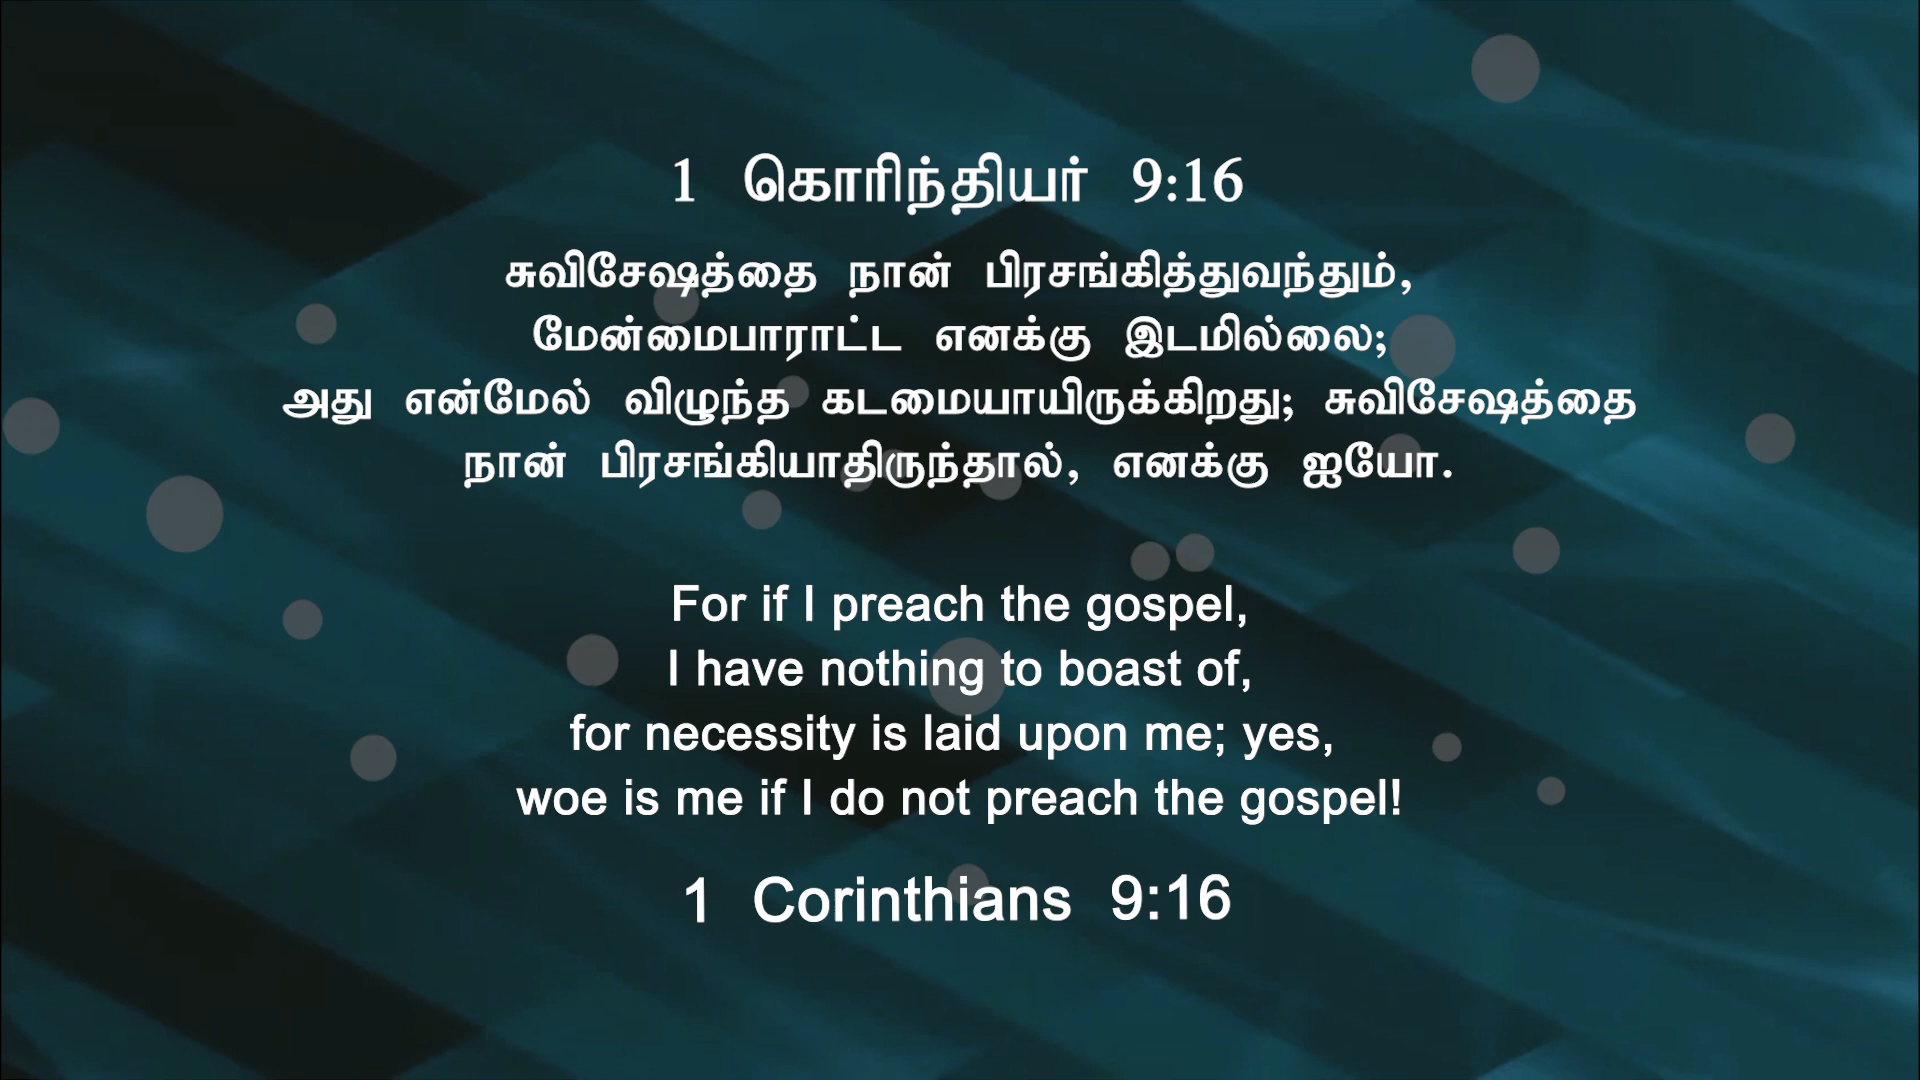 1 கொரிந்தியர் 9:16
சுவிசேஷத்தை நான் பிரசங்கித்துவந்தும்,
மேன்மைபாராட்ட எனக்கு இடமில்லை;
அது என்மேல் விழுந்த கடமையாயிருக்கிறது; சுவிசேஷத்தை
நான் பிரசங்கியாதிருந்தால், எனக்கு ஐயோ.
For if I preach the gospel,
I have nothing to boast of,
for necessity is laid upon me; yes,
woe is me if I do not preach the gospel!
1 Corinthians 9:16